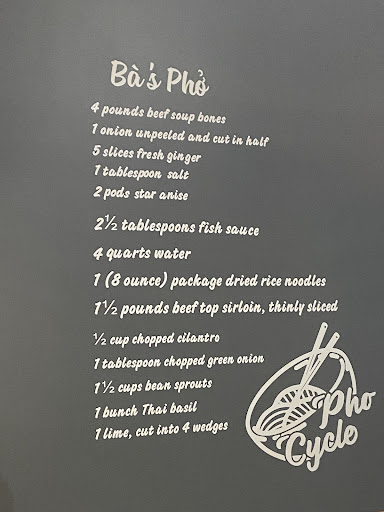 Bà's Phở
4 pounds beef soup bones
1 onion unpeeled and cut in half
5 slices fresh ginger
1 tablespoon salt
2 pods star anise
2½ tablespoons fish sauce
4 quarts water
1 (8 ounce) package dried rice noodles
1½ pounds beef top sirloin, thinly sliced
½ cup chopped cilantro
1 tablespoon chopped green onion
1½ cups bean sprouts
1 bunch Thai basil
1 lime, cut into 4 wedges
Pho
Cyclo